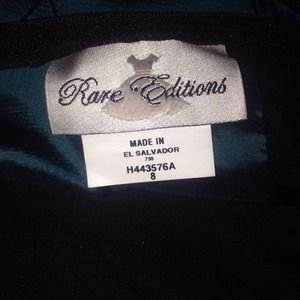 Rare Editions
MADE IN
EL SALVADOR
790
H443576A
8